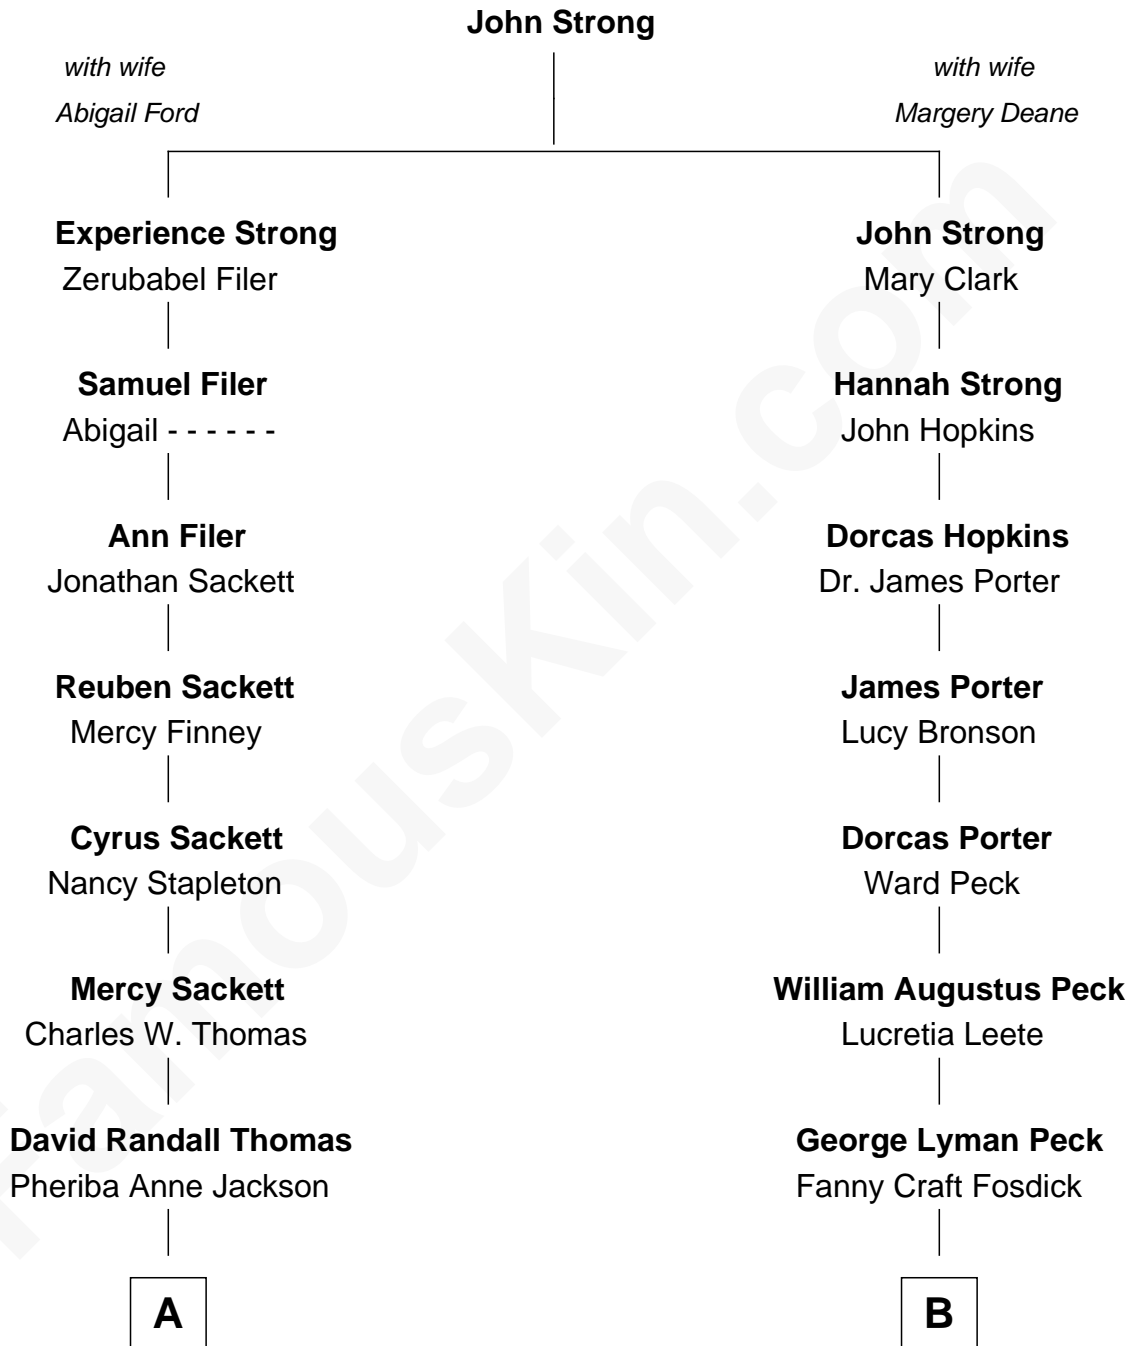 John Strong
with wife
Abigail Ford
with wife
Margery Deane
Experience Strong
Zerubabel Filer
John Strong
Mary Clark
Samuel Filer
Abigail - - - - - -
Hannah Strong
John Hopkins
Ann Filer
Jonathan Sackett
Dorcas Hopkins
Dr. James Porter
Reuben Sackett
Mercy Finney
James Porter
Lucy Bronson
Cyrus Sackett
Nancy Stapleton
Dorcas Porter
Ward Peck
Mercy Sackett
Charles W. Thomas
William Augustus Peck
Lucretia Leete
David Randall Thomas
Pheriba Anne Jackson
George Lyman Peck
Fanny Craft Fosdick
A
B
FamousKin.com